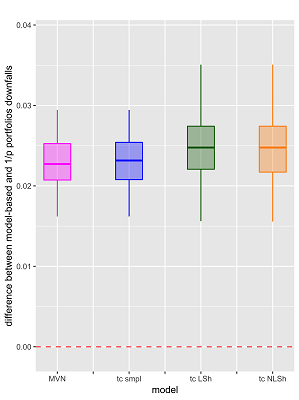 difference between model-based and 1/p portfolios downfalls
0.04
0.03
0.02
0.01
0.00
MVN tc smpl tc LSh tc NLSh
model